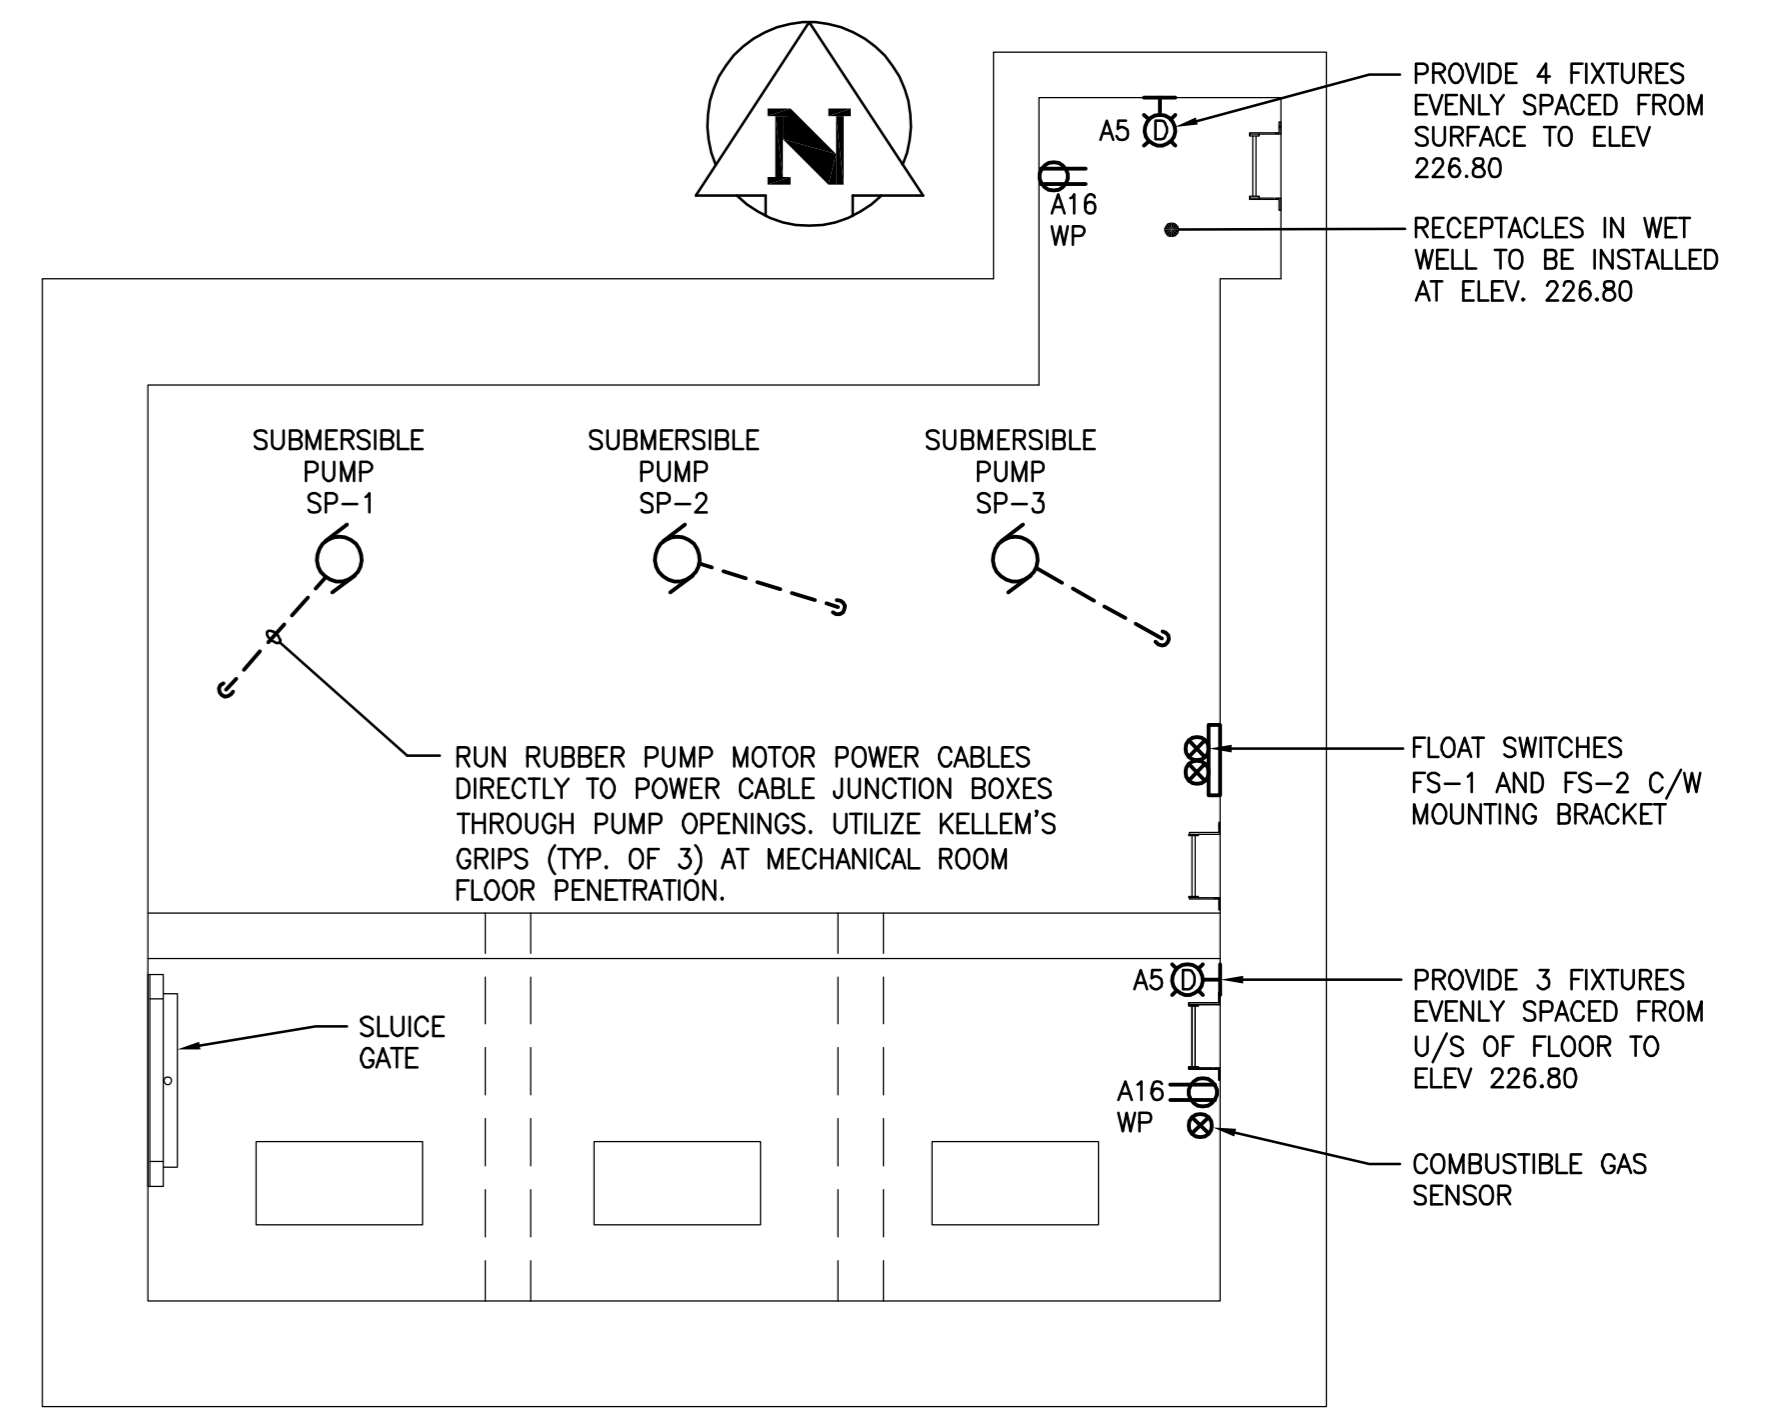 N
PROVIDE 4 FIXTURES
EVENLY SPACED FROM
SURFACE TO ELEV
226.80
A5 D
A16
WP
RECEPTACLES IN WET
WELL TO BE INSTALLED
AT ELEV. 226.80
SUBMERSIBLE
PUMP
SP-1
SUBMERSIBLE
PUMP
SP-2
SUBMERSIBLE
PUMP
SP-3
RUN RUBBER PUMP MOTOR POWER CABLES
DIRECTLY TO POWER CABLE JUNCTION BOXES
THROUGH PUMP OPENINGS. UTILIZE KELLEM'S
GRIPS (TYP. OF 3) AT MECHANICAL ROOM
FLOOR PENETRATION.
FLOAT SWITCHES
FS-1 AND FS-2 C/W
MOUNTING BRACKET
A5 D
PROVIDE 3 FIXTURES
EVENLY SPACED FROM
U/S OF FLOOR TO
ELEV 226.80
SLUICE
GATE
A16
WP
COMBUSTIBLE GAS
SENSOR